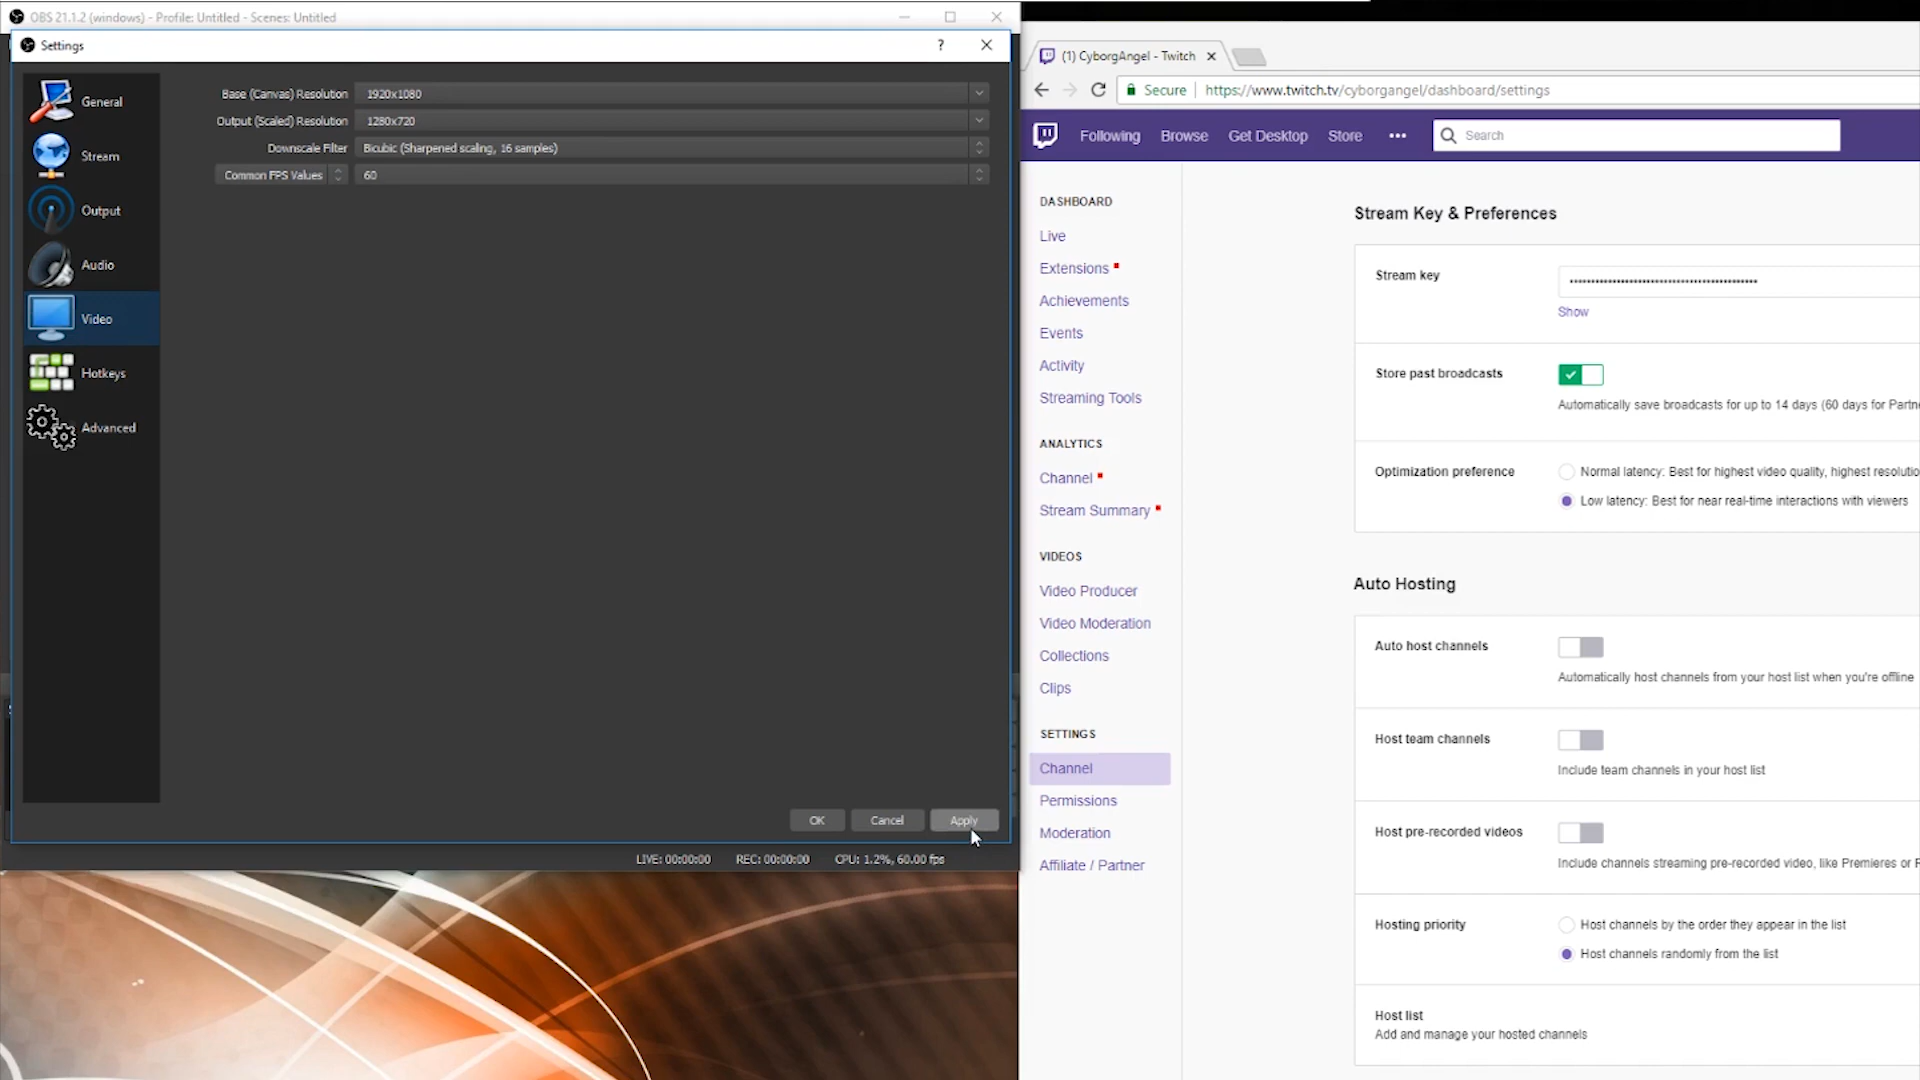 OBS 21.1.2 (windows) - Profile: Untitled - Scenes: Untitled
Settings
?
General
Stream
Output
Audio
Video
Hotkeys
Advanced
Base (Canvas) Resolution 1920x1080
Output (Scaled) Resolution 1280x720
Downscale Filter Bicubic (Sharpened scaling, 16 samples)
Common FPS Values 60
OK Cancel Apply
LIVE: 00:00:00 REC: 00:00:00 CPU: 1.2%, 60.00 fps
(1) CyborgAngel - Twitch
Secure https://www.twitch.tv/cyborgangel/dashboard/settings
Following Browse Get Desktop Store ••• Search
DASHBOARD
Live
Extensions
Achievements
Events
Activity
Streaming Tools
ANALYTICS
Channel
Stream Summary
VIDEOS
Video Producer
Video Moderation
Collections
Clips
SETTINGS
Channel
Permissions
Moderation
Affiliate / Partner
Stream Key & Preferences
Stream key
Show
Store past broadcasts
Automatically save broadcasts for up to 14 days (60 days for Partne
Optimization preference
Normal latency: Best for highest video quality, highest resolutio
Low latency: Best for near real-time interactions with viewers
Auto Hosting
Auto host channels
Automatically host channels from your host list when you're offline
Host team channels
Include team channels in your host list
Host pre-recorded videos
Include channels streaming pre-recorded video, like Premieres or
Hosting priority
Host channels by the order they appear in the list
Host channels randomly from the list
Host list
Add and manage your hosted channels